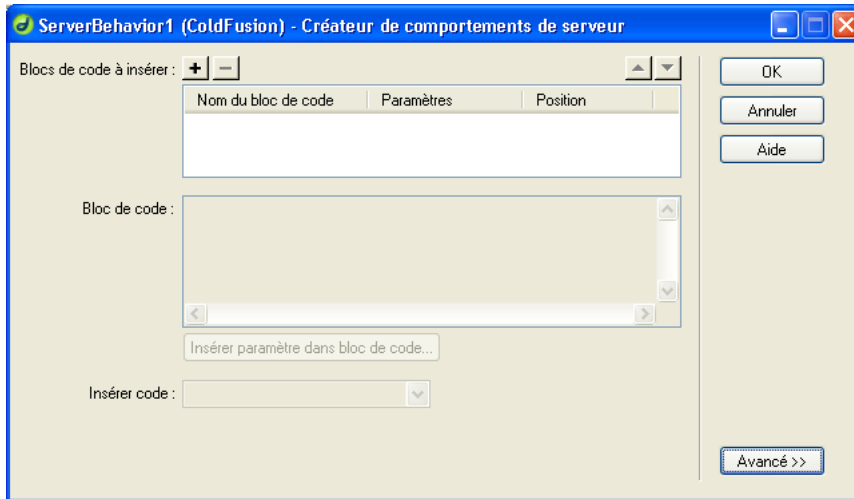 ServerBehavior1 (ColdFusion) - Créateur de comportements de serveur
Blocs de code à insérer :
Nom du bloc de code Paramètres Position
OK
Annuler
Aide
Bloc de code :
Insérer paramètre dans bloc de code...
Insérer code :
Avancé >>